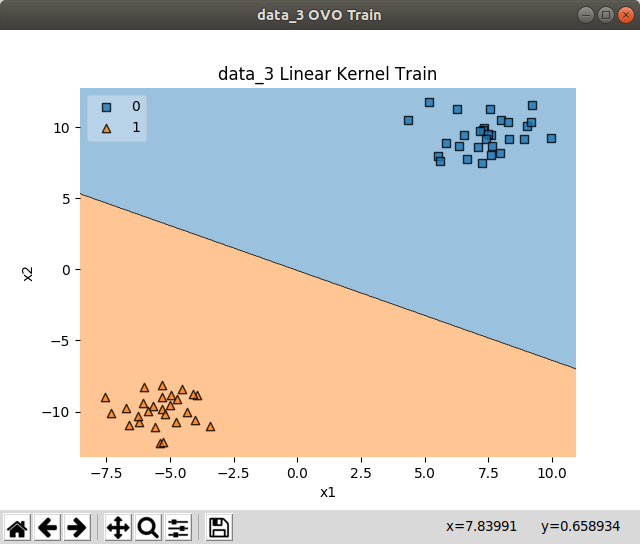 data_3 OVO Train
data_3 Linear Kernel Train
0
1
10
5
0
−5
−10
x2
−7.5 −5.0 −2.5 0.0 2.5 5.0 7.5 10.0
x1
x=7.83991 y=0.658934